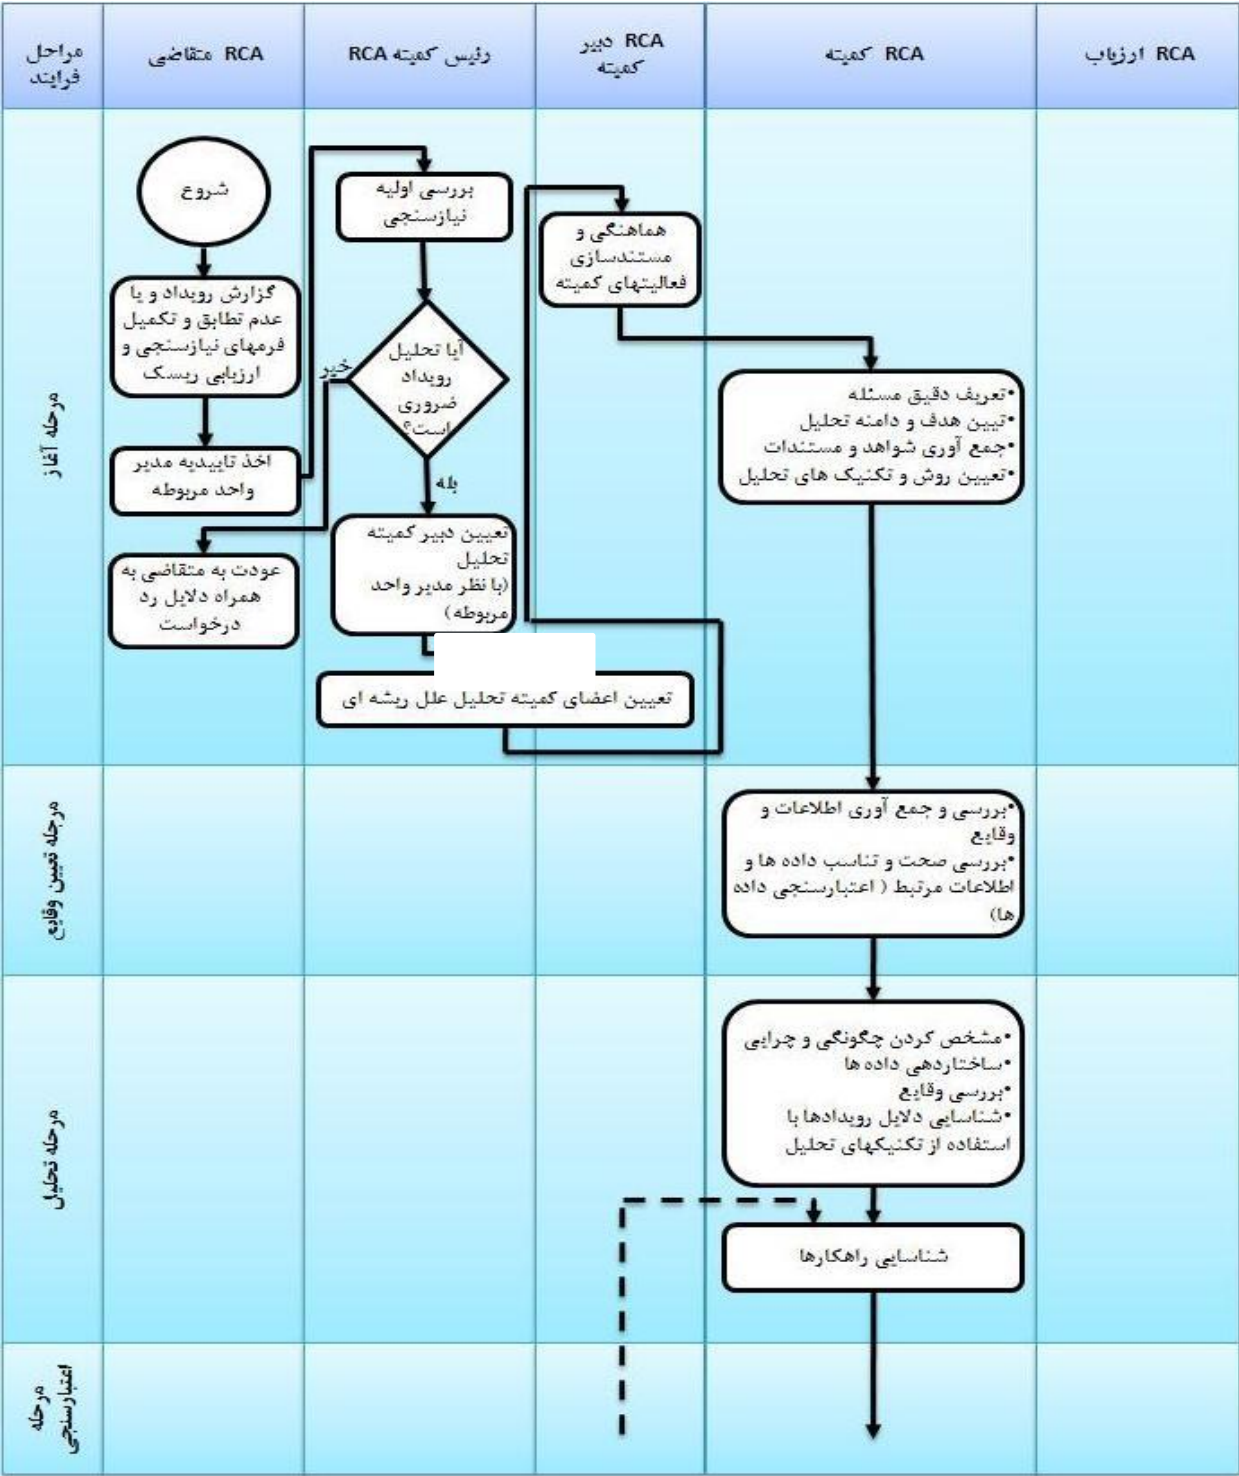 مراحل
فرایند
RCA متقاضی
رئیس کمیته RCA
RCA دبیر
کمیته
RCA کمیته
RCA ارزیاب
مرحله آغاز
شروع
گزارش رویداد و یا
عدم تطابق و تکمیل
فرمهای نیازسنجی و
ارزیابی ریسک
اخذ تاییدیه مدیر
واحد مربوطه
عودت به متقاضی به
همراه دلایل رد
درخواست
بررسی اولیه
نیازسنجی
آیا تحلیل
رویداد
ضروری
است؟
خیر
بله
تعیین دبیر کمیته
تحلیل
(با نظر مدیر واحد
مربوطه)
تعیین اعضای کمیته تحلیل علل ریشه ای
هماهنگی و
مستندسازی
فعالیتهای کمیته
•تعریف دقیق مسئله
•تیین هدف و دامنه تحلیل
•جمع آوری شواهد و مستندات
•تعیین روش و تکنیک های تحلیل
مرحله تعیین وقایع
•بررسی و جمع آوری اطلاعات و
وقایع
•بررسی صحت و تناسب داده ها و
اطلاعات مرتبط ( اعتبارسنجی داده
ها)
مرحله تحلیل
•مشخص کردن چگونگی و چرایی
•ساختاردهی داده ها
•بررسی وقایع
•شناسایی دلایل رویدادها با
استفاده از تکنیکهای تحلیل
شناسایی راهکارها
مرحله
اعتبارسنجی